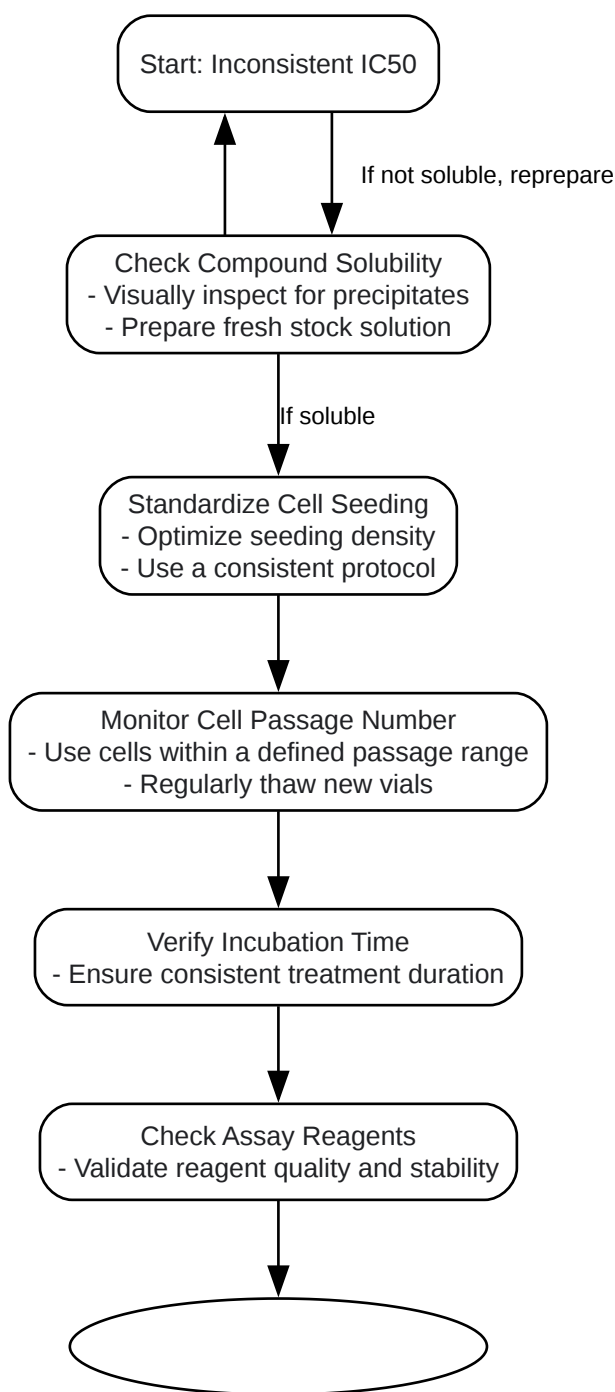 Start: Inconsistent IC50
If not soluble, reprepare
Check Compound Solubility
- Visually inspect for precipitates
- Prepare fresh stock solution
If soluble
Standardize Cell Seeding
- Optimize seeding density
- Use a consistent protocol
Monitor Cell Passage Number
- Use cells within a defined passage range
- Regularly thaw new vials
Verify Incubation Time
- Ensure consistent treatment duration
Check Assay Reagents
- Validate reagent quality and stability